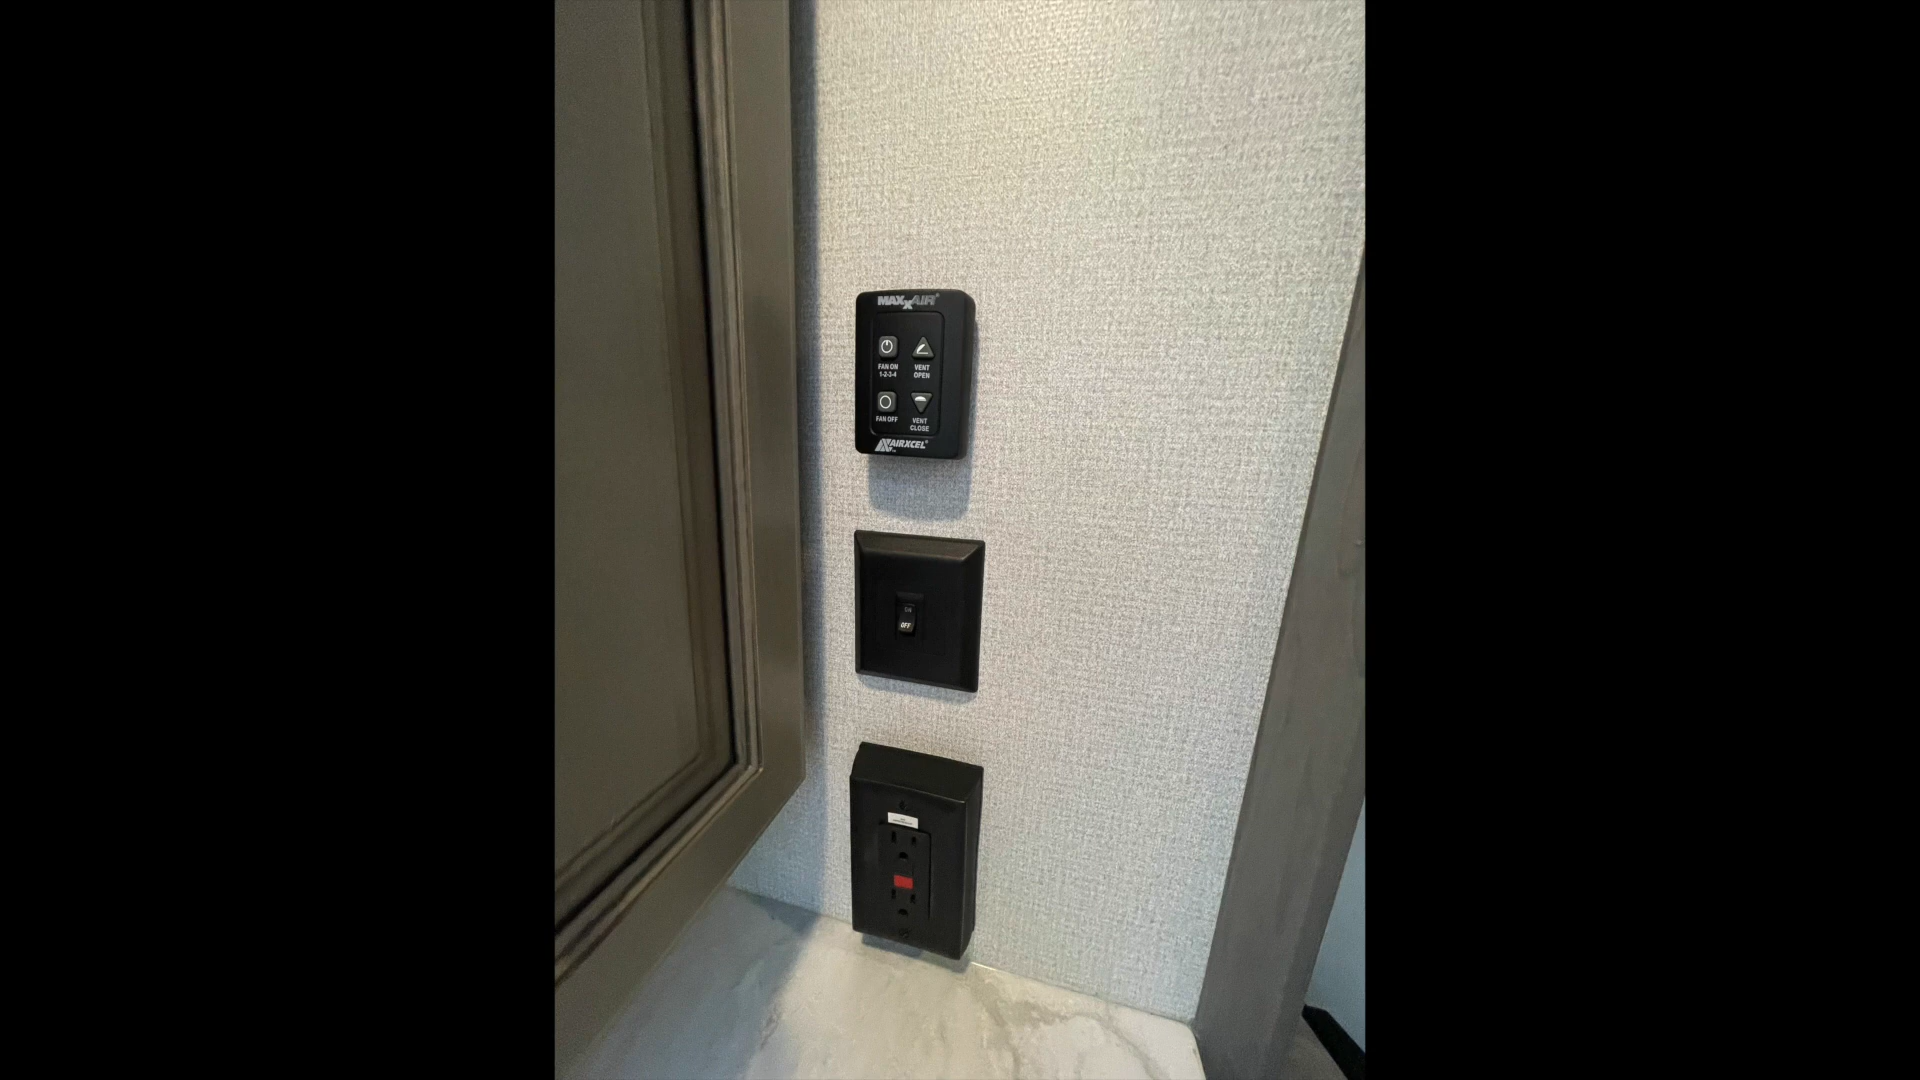 MAXXAIR®
FAN ON
1-2-3-4
VENT
OPEN
FAN OFF
VENT
CLOSE
AIRXCEL®
ON
OFF